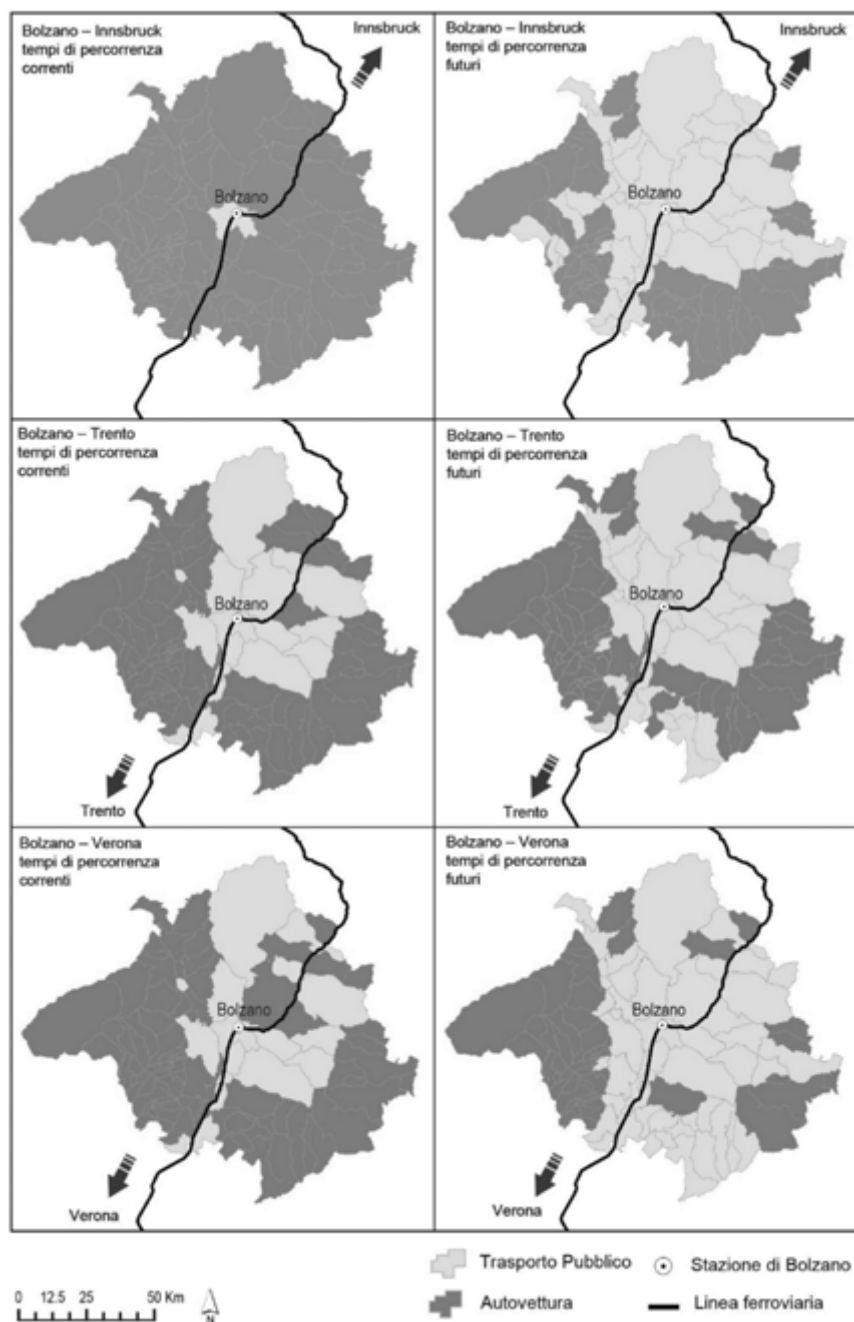 Bolzano – Innsbruck
tempi di percorrenza
correnti
Innsbruck
Bolzano
Bolzano – Innsbruck
tempi di percorrenza
futuri
Innsbruck
Bolzano
Bolzano – Trento
tempi di percorrenza
correnti
Bolzano
Trento
Bolzano – Trento
tempi di percorrenza
futuri
Bolzano
Trento
Bolzano – Verona
tempi di percorrenza
correnti
Bolzano
Verona
Bolzano – Verona
tempi di percorrenza
futuri
Bolzano
Verona
Trasporto Pubblico
Stazione di Bolzano
Autovettura
Linea ferroviaria
0 12.5 25 50 Km
N